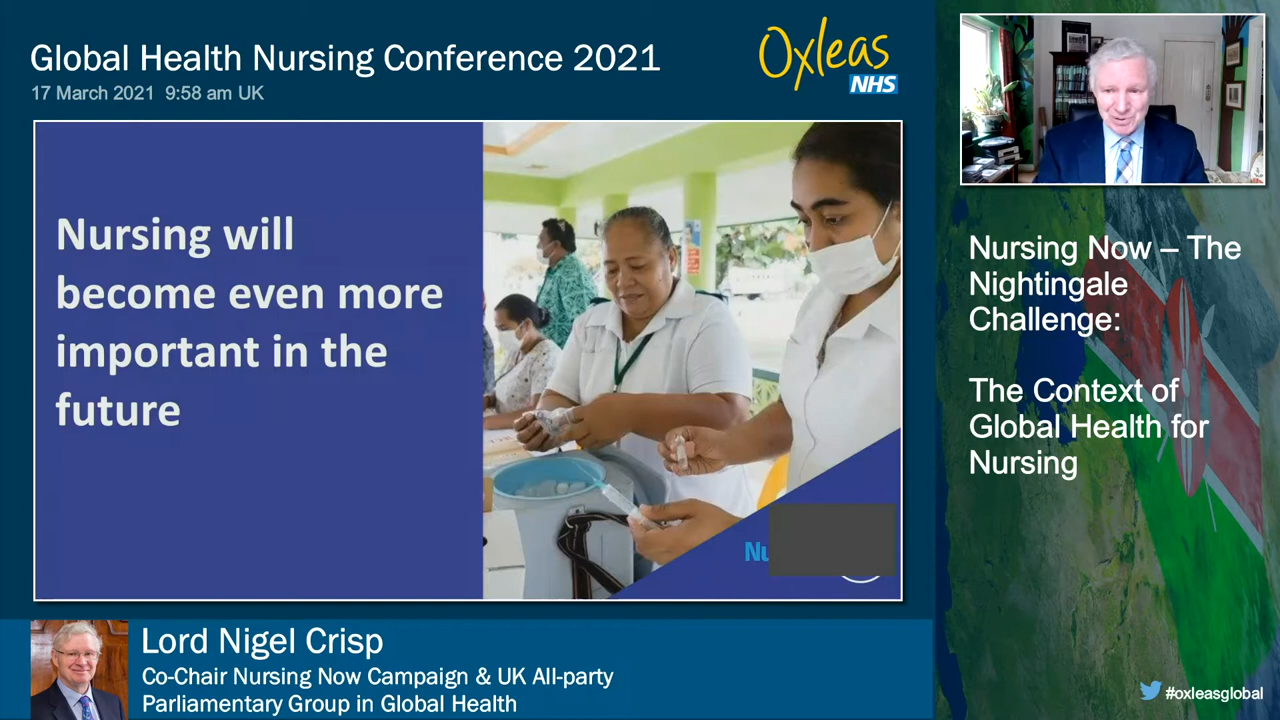 Global Health Nursing Conference 2021
17 March 2021 9:58 am UK
Oxleas
NHS
Nursing will
become even more
important in the
future
Nursing Now – The
Nightingale
Challenge:
The Context of
Global Health for
Nursing
Lord Nigel Crisp
Co-Chair Nursing Now Campaign & UK All-party
Parliamentary Group in Global Health
#oxleasglobal